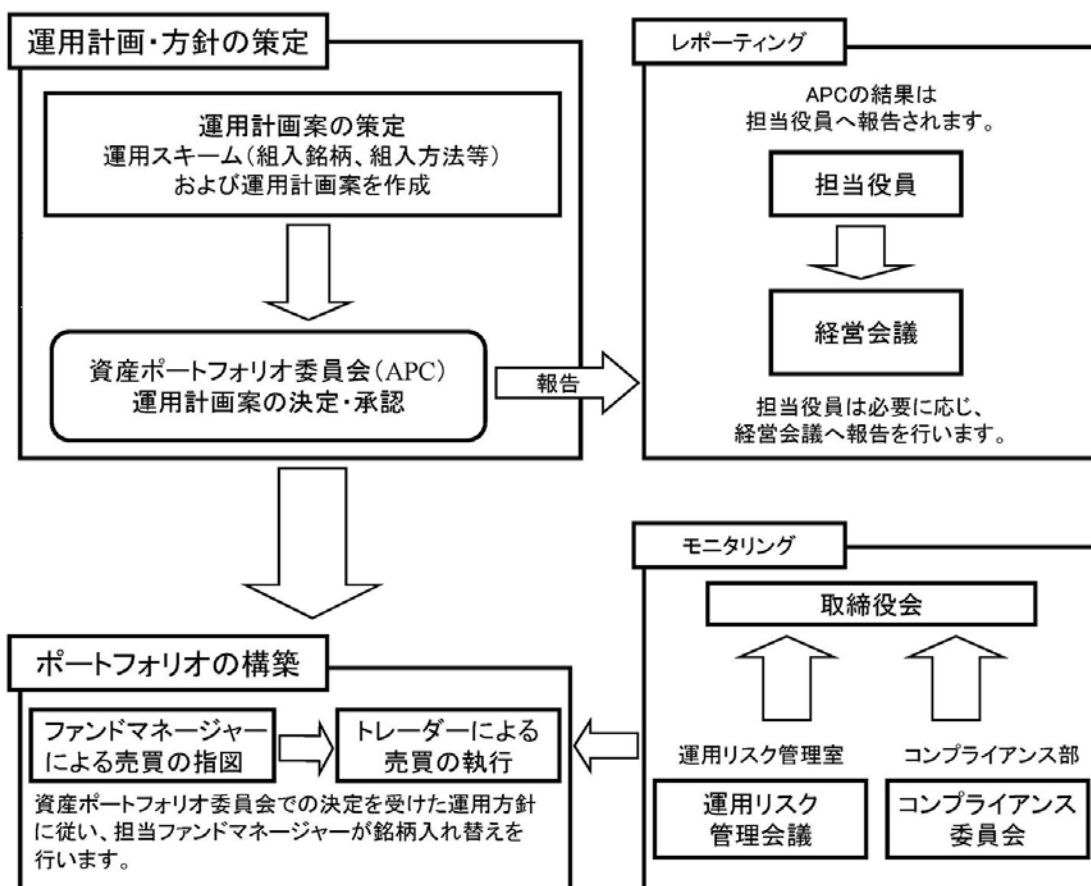 運用計画・方針の策定
運用計画案の策定
運用スキーム(組入銘柄、組入方法等)
および運用計画案を作成
資産ポートフォリオ委員会(APC)
運用計画案の決定・承認
報告
レポーティング
APCの結果は
担当役員へ報告されます。
担当役員
経営会議
担当役員は必要に応じ、
経営会議へ報告を行います。
ポートフォリオの構築
ファンドマネージャー
による売買の指図
トレーダーによる
売買の執行
資産ポートフォリオ委員会での決定を受けた運用方針
に従い、担当ファンドマネージャーが銘柄入れ替えを
行います。
モニタリング
取締役会
運用リスク管理室
運用リスク
管理会議
コンプライアンス部
コンプライアンス
委員会